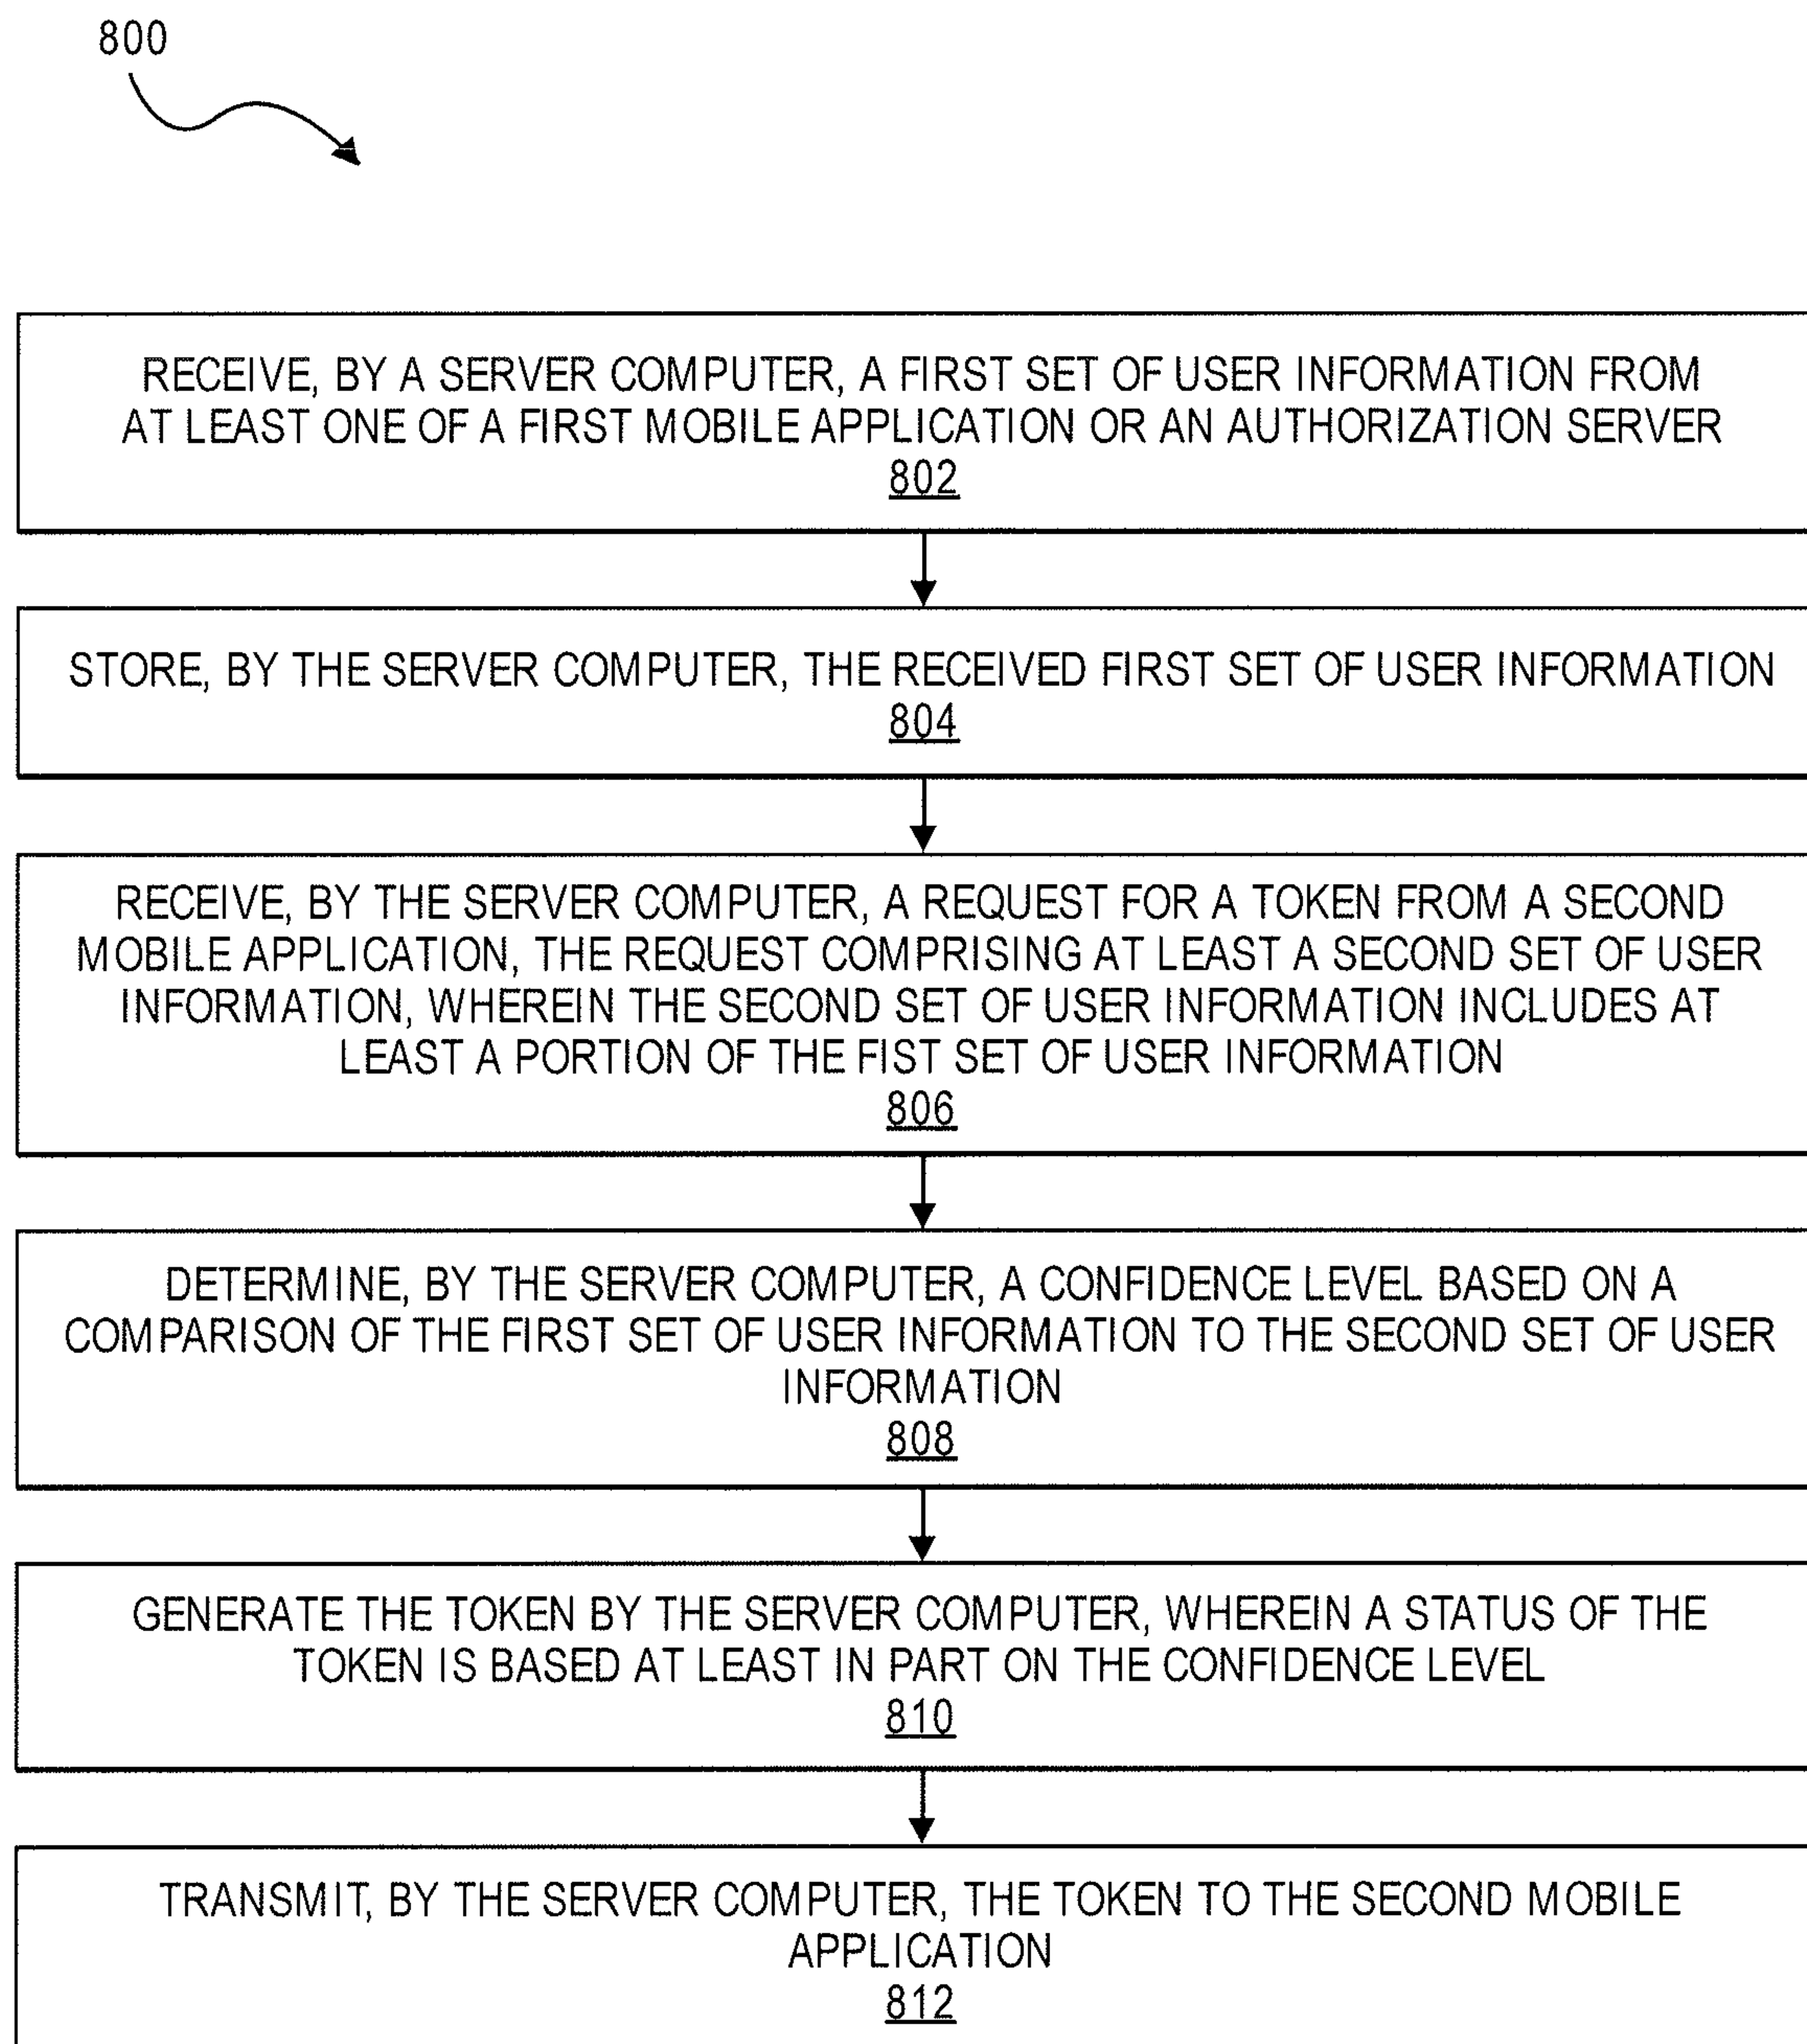 800
RECEIVE, BY A SERVER COMPUTER, A FIRST SET OF USER INFORMATION FROM
AT LEAST ONE OF A FIRST MOBILE APPLICATION OR AN AUTHORIZATION SERVER
802
STORE, BY THE SERVER COMPUTER, THE RECEIVED FIRST SET OF USER INFORMATION
804
RECEIVE, BY THE SERVER COMPUTER, A REQUEST FOR A TOKEN FROM A SECOND
MOBILE APPLICATION, THE REQUEST COMPRISING AT LEAST A SECOND SET OF USER
INFORMATION, WHEREIN THE SECOND SET OF USER INFORMATION INCLUDES AT
LEAST A PORTION OF THE FIST SET OF USER INFORMATION
806
DETERMINE, BY THE SERVER COMPUTER, A CONFIDENCE LEVEL BASED ON A
COMPARISON OF THE FIRST SET OF USER INFORMATION TO THE SECOND SET OF USER
INFORMATION
808
GENERATE THE TOKEN BY THE SERVER COMPUTER, WHEREIN A STATUS OF THE
TOKEN IS BASED AT LEAST IN PART ON THE CONFIDENCE LEVEL
810
TRANSMIT, BY THE SERVER COMPUTER, THE TOKEN TO THE SECOND MOBILE
APPLICATION
812